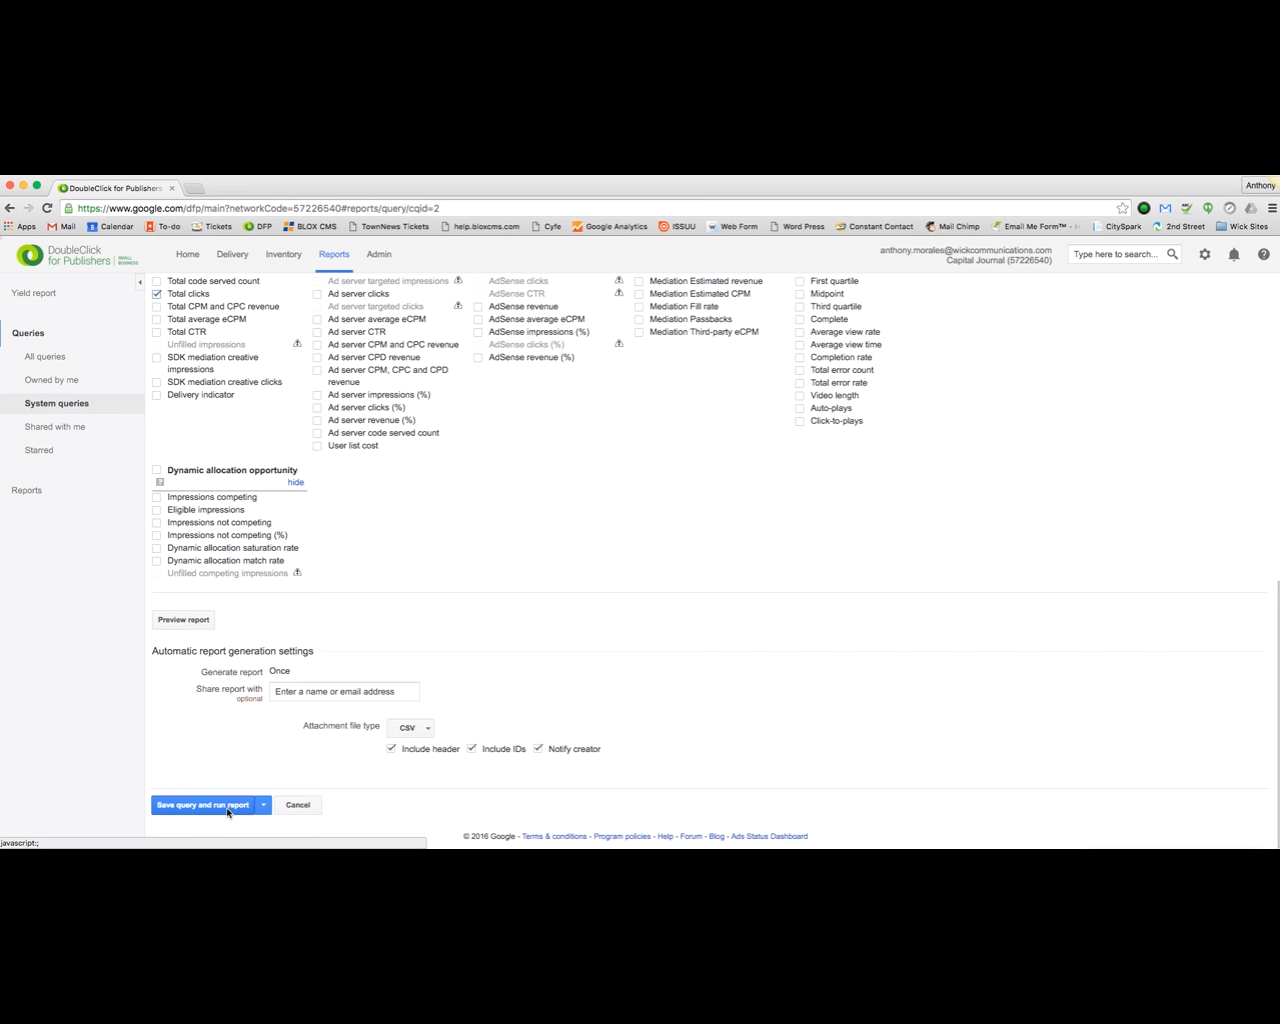 DoubleClick for Publishers
Anthony
https://www.google.com/dfp/main?networkCode=57226540#reports/query/cqid=2
Apps Mail Calendar To-do Tickets DFP BLOX CMS TownNews Tickets help.bloxcms.com Cyfe Google Analytics ISSUU Web Form Word Press Constant Contact Mail Chimp Email Me Form™ - CitySpark 2nd Street Wick Sites
DoubleClick for Publishers SMALL BUSINESS
Home Delivery Inventory Reports Admin
anthony.morales@wickcommunications.com
Capital Journal (57226540)
Type here to search...
Yield report
Queries
All queries
Owned by me
System queries
Shared with me
Starred
Reports
Total code served count
Total clicks
Total CPM and CPC revenue
Total average eCPM
Total CTR
Unfilled impressions
SDK mediation creative
impressions
SDK mediation creative clicks
Delivery indicator
Ad server targeted impressions
Ad server clicks
Ad server targeted clicks
Ad server average eCPM
Ad server CTR
Ad server CPM and CPC revenue
Ad server CPD revenue
Ad server CPM, CPC and CPD
revenue
Ad server impressions (%)
Ad server clicks (%)
Ad server revenue (%)
Ad server code served count
User list cost
AdSense clicks
AdSense CTR
AdSense revenue
AdSense average eCPM
AdSense impressions (%)
AdSense clicks (%)
AdSense revenue (%)
Mediation Estimated revenue
Mediation Estimated CPM
Mediation Fill rate
Mediation Passbacks
Mediation Third-party eCPM
First quartile
Midpoint
Third quartile
Complete
Average view rate
Average view time
Completion rate
Total error count
Total error rate
Video length
Auto-plays
Click-to-plays
Dynamic allocation opportunity
? hide
Impressions competing
Eligible impressions
Impressions not competing
Impressions not competing (%)
Dynamic allocation saturation rate
Dynamic allocation match rate
Unfilled competing impressions
Preview report
Automatic report generation settings
Generate report Once
Share report with Enter a name or email address
optional
Attachment file type CSV
Include header Include IDs Notify creator
Save query and run report Cancel
© 2016 Google - Terms & conditions - Program policies - Help - Forum - Blog - Ads Status Dashboard
javascript:;